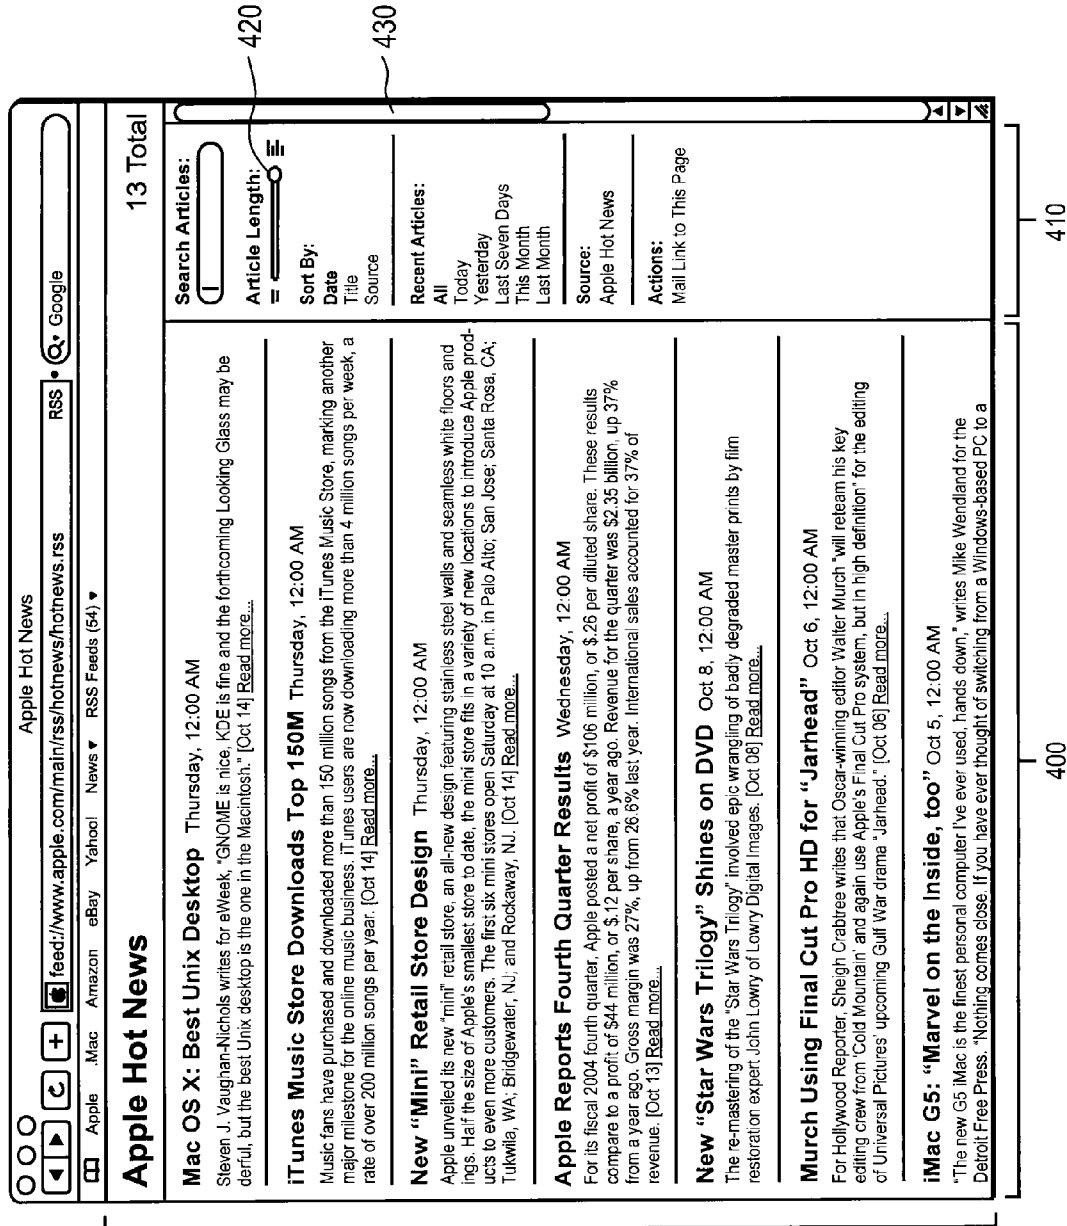 Apple Hot News
feed://www.apple.com/main/rss/hotnews/hotnews.rss
RSS
Google
Apple .Mac Amazon eBay Yahoo! News ▼ RSS Feeds (54) ▼
Apple Hot News
13 Total
Mac OS X: Best Unix Desktop Thursday, 12:00 AM
Steven J. Vaughan-Nichols writes for eWeek, "GNOME is nice, KDE is fine and the forthcoming Looking Glass may be
derful, but the best Unix desktop is the one in the Macintosh." [Oct 14] Read more...
iTunes Music Store Downloads Top 150M Thursday, 12:00 AM
Music fans have purchased and downloaded more than 150 million songs from the iTunes Music Store, marking another
major milestone for the online music business. iTunes users are now downloading more than 4 million songs per week, a
rate of over 200 million songs per year. [Oct 14] Read more...
New "Mini" Retail Store Design Thursday, 12:00 AM
Apple unveiled its new "mini" retail store, an all-new design featuring stainless steel walls and seamless white floors and
ings. Half the size of Apple's smallest store to date, the mini store fits in a variety of new locations to introduce Apple prod-
ucts to even more customers. The first six mini stores open Saturday at 10 a.m. in Palo Alto; San Jose; Santa Rosa, CA;
Tukwila, WA; Bridgewater, NJ; and Rockaway, NJ. [Oct 14] Read more...
Apple Reports Fourth Quarter Results Wednesday, 12:00 AM
For its fiscal 2004 fourth quarter, Apple posted a net profit of $106 million, or $.26 per diluted share. These results
compare to a profit of $44 million, or $.12 per share, a year ago. Revenue for the quarter was $2.35 billion, up 37%
from a year ago. Gross margin was 27%, up from 26.6% last year. International sales accounted for 37% of
revenue. [Oct 13] Read more...
New "Star Wars Trilogy" Shines on DVD Oct 8, 12:00 AM
The re-mastering of the "Star Wars Trilogy" involved epic wrangling of badly degraded master prints by film
restoration expert John Lowry of Lowry Digital Images. [Oct 08] Read more...
Murch Using Final Cut Pro HD for "Jarhead" Oct 6, 12:00 AM
For Hollywood Reporter, Sheigh Crabtree writes that Oscar-winning editor Walter Murch "will reteam his key
editing crew from 'Cold Mountain' and again use Apple's Final Cut Pro system, but in high definition" for the editing
of Universal Pictures' upcoming Gulf War drama "Jarhead." [Oct 06] Read more...
iMac G5: "Marvel on the Inside, too" Oct 5, 12:00 AM
"The new G5 iMac is the finest personal computer I've ever used, hands down," writes Mike Wendland for the
Detroit Free Press. "Nothing comes close. If you have ever thought of switching from a Windows-based PC to a
Search Articles:
Article Length:
Sort By:
Date
Title
Source
Recent Articles:
All
Today
Yesterday
Last Seven Days
This Month
Last Month
Source:
Apple Hot News
Actions:
Mail Link to This Page
420
430
400
410